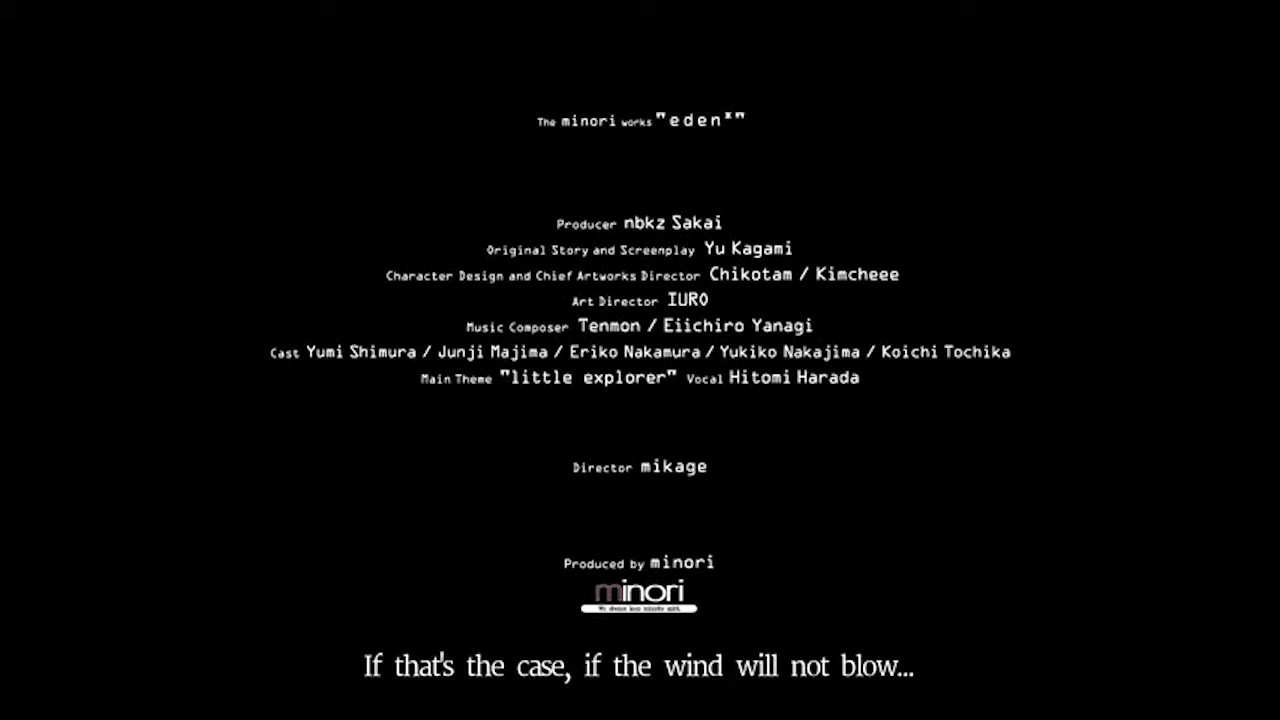 The minori works "eden*"
Producer nbkz Sakai
Original Story and Screenplay Yu Kagami
Character Design and Chief Artworks Director Chikotam / Kimcheee
Art Director IURO
Music Composer Tenmon / Eiichiro Yanagi
Cast Yumi Shimura / Junji Majima / Eriko Nakamura / Yukiko Nakajima / Koichi Tochika
Main Theme "little explorer" Vocal Hitomi Harada
Director mikage
Produced by minori
minori
If that's the case, if the wind will not blow...